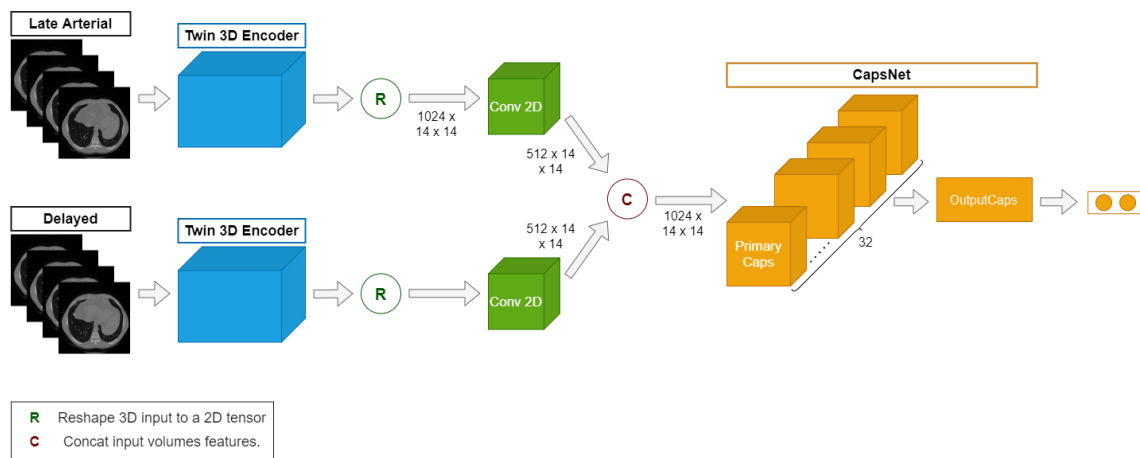 Late Arterial
Twin 3D Encoder
R
1024 x
14 x 14
Conv 2D
512 x 14
x 14
Delayed
Twin 3D Encoder
R
Conv 2D
512 x 14
x 14
C
1024 x
14 x 14
CapsNet
Primary
Caps
......
32
OutputCaps
R Reshape 3D input to a 2D tensor
C Concat input volumes features.